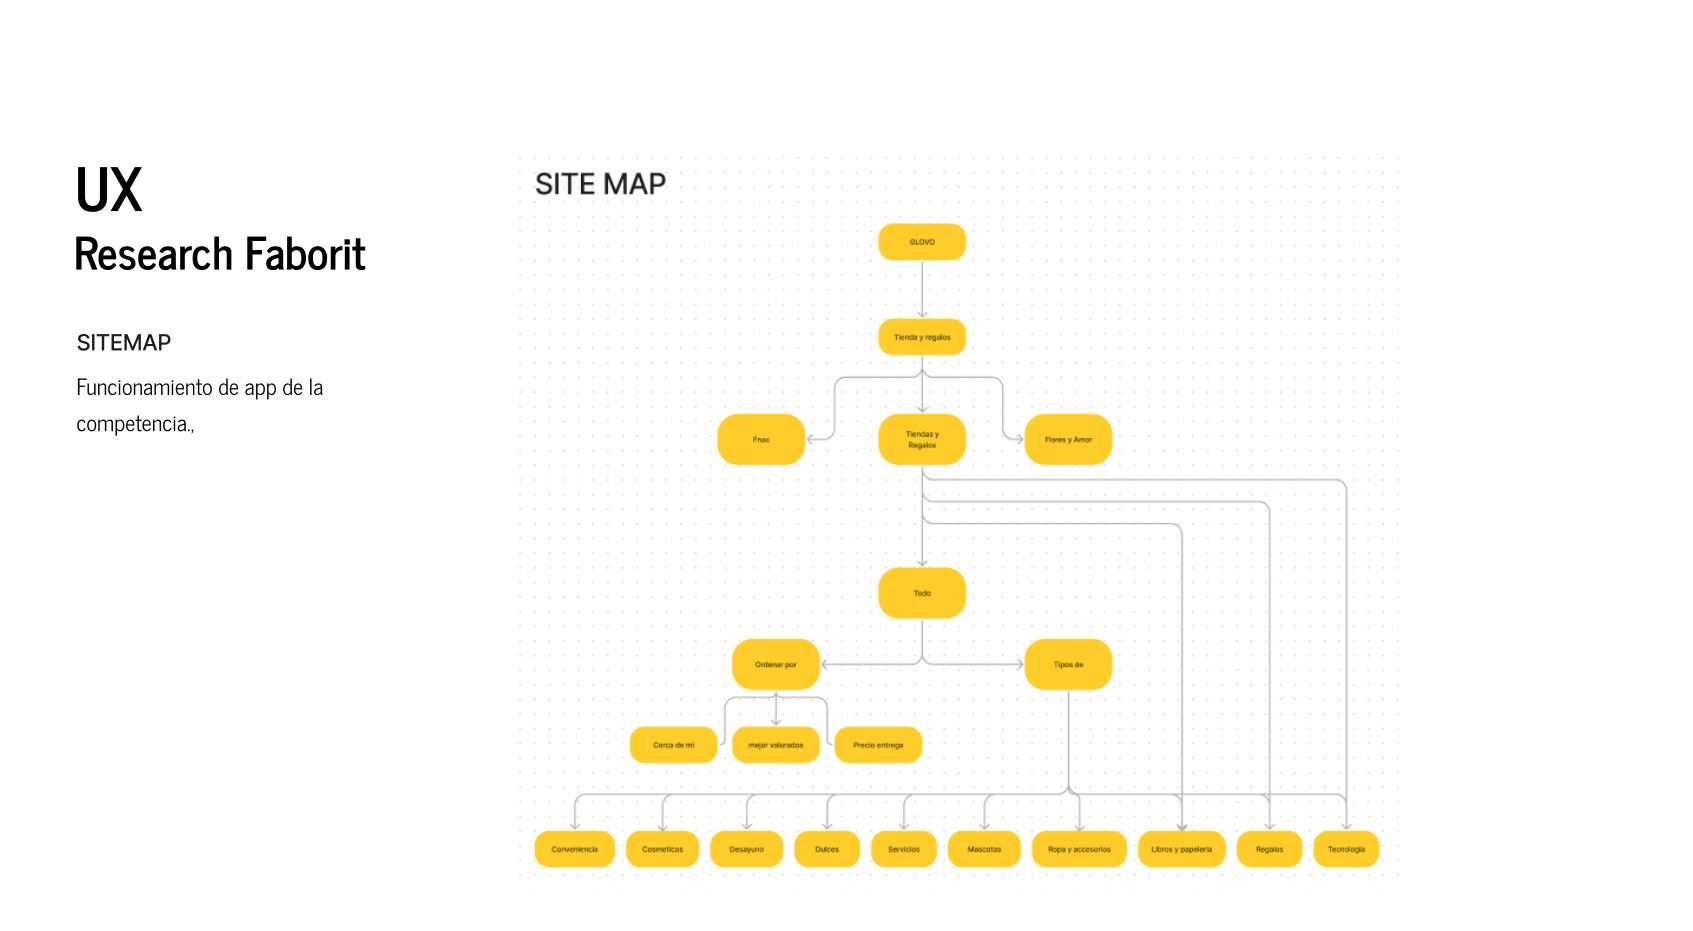 UX
Research Faborit
SITEMAP
Funcionamiento de app de la
competencia.,
SITE MAP
GLOVO
Tienda y regalos
Fnac
Tiendas y
Regalos
Flores y Amor
Todo
Ordenar por
Tipos de
Cerca de mi
mejor valorados
Precio entrega
Conveniencia
Cosmeticos
Desayuno
Dulces
Servicios
Mascotas
Ropa y accesorios
Libros y papeleria
Regalos
Tecnologia